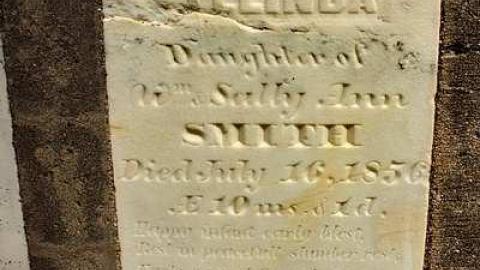 Daughter of
Wm & Sally Ann
SMITH
Died July 16, 1856
Æ 10 ms. & 1 d.
Happy infant early blest,
Rest in peacefull slumber rest;